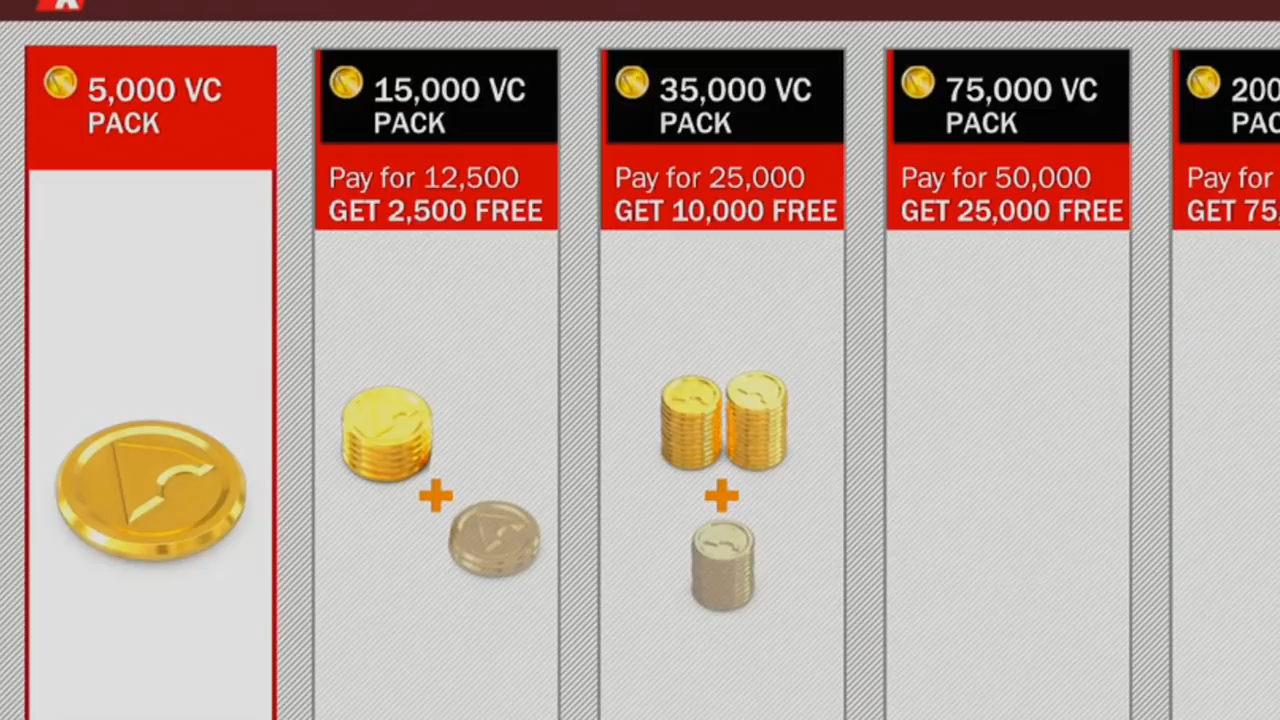 5,000 VC
PACK
15,000 VC
PACK
Pay for 12,500
GET 2,500 FREE
35,000 VC
PACK
Pay for 25,000
GET 10,000 FREE
75,000 VC
PACK
Pay for 50,000
GET 25,000 FREE
Pay for
GET